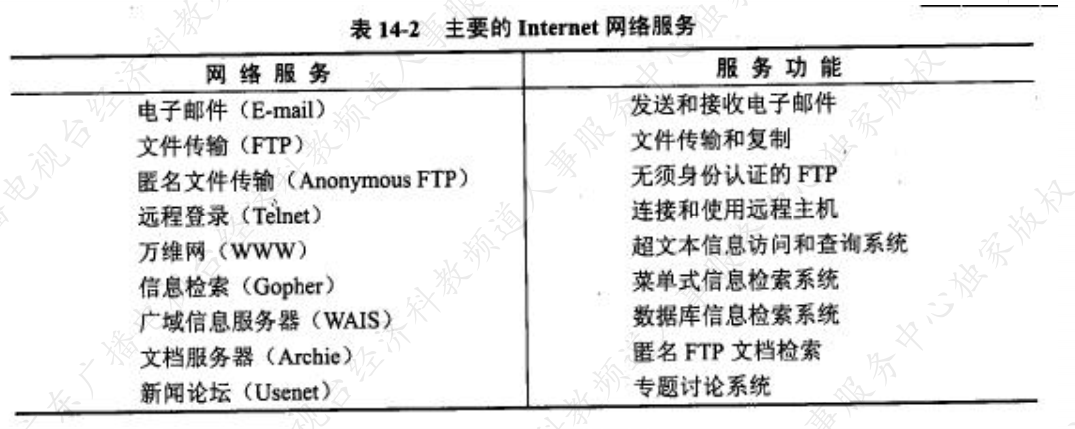 表 14-2 主要的 Internet 网络服务
网络服务 服务功能
电子邮件（E-mail） 发送和接收电子邮件
文件传输（FTP） 文件传输和复制
匿名文件传输（Anonymous FTP） 无须身份认证的 FTP
远程登录（Telnet） 连接和使用远程主机
万维网（WWW） 超文本信息访问和查询系统
信息检索（Gopher） 菜单式信息检索系统
广域信息服务器（WAIS） 数据库信息检索系统
文档服务器（Archie） 匿名 FTP 文档检索
新闻论坛（Usenet） 专题讨论系统